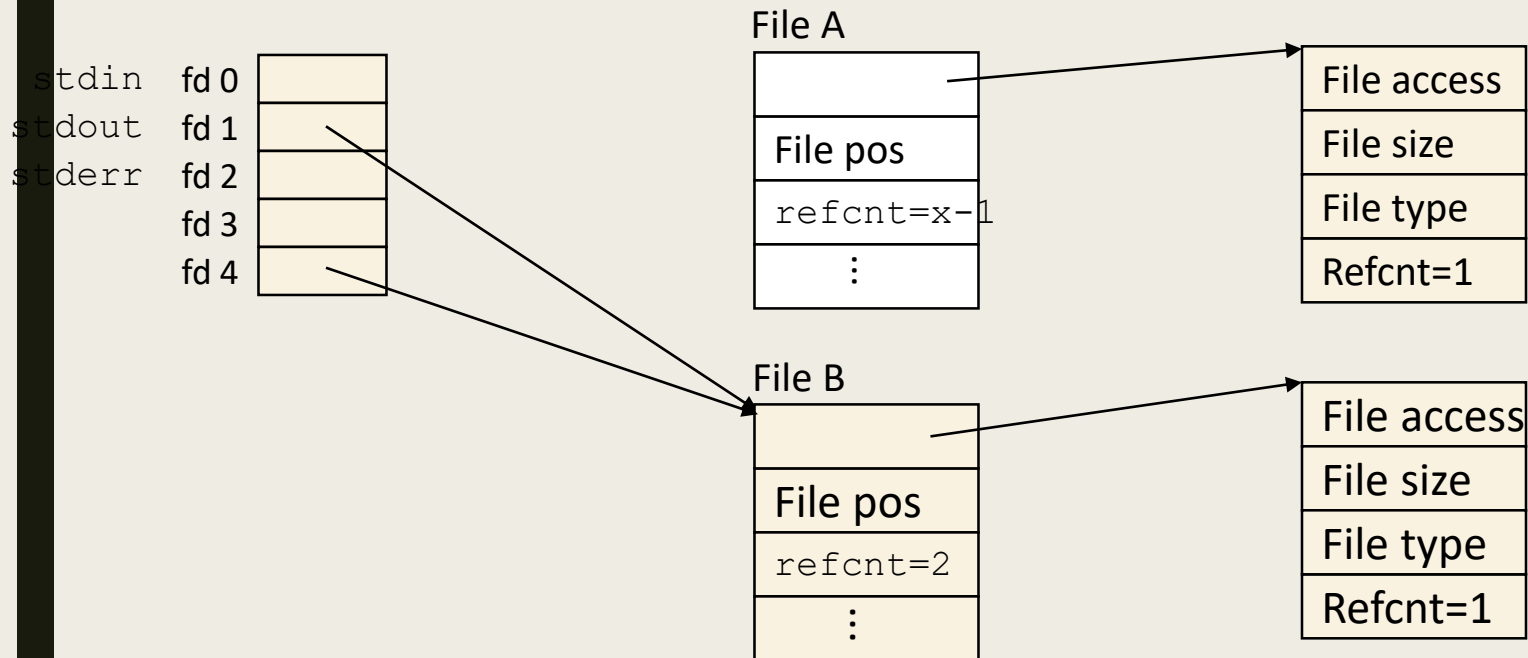 stdin fd 0
stdout fd 1
stderr fd 2
fd 3
fd 4
File A
File pos
refcnt=x-1
⋮
File access
File size
File type
Refcnt=1
File B
File pos
refcnt=2
⋮
File access
File size
File type
Refcnt=1